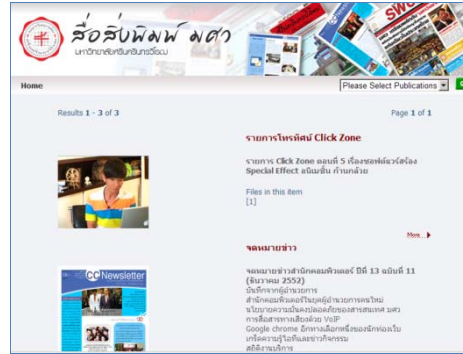 สื่อสิ่งพิมพ์ มศว
มหาวิทยาลัยศรีนครินทรวิโรฒ
SWU
Home
Please Select Publications
Results 1 - 3 of 3
Page 1 of 1
รายการโทรทัศน์ Click Zone
รายการ Click Zone ตอนที่ 5 เรื่องซอฟต์แวร์สร้าง
Special Effect อนิเมชั่น ก้านกล้วย
Files in this item
[1]
More
จดหมายข่าว
CC Newsletter
จดหมายข่าวสำนักคอมพิวเตอร์ ปีที่ 13 ฉบับที่ 11
(ธันวาคม 2552)
บันทึกจากผู้อำนวยการ
สำนักคอมพิวเตอร์ในยุคผู้อำนวยการคนใหม่
นโยบายความมั่นคงปลอดภัยของสารสนเทศ มศว
การสื่อสารทางเสียงด้วย VoIP
Google chrome อีกทางเลือกหนึ่งของนักท่องเว็บ
เกร็ดความรู้ไอทีและข่าวกิจกรรม
สถิติงานบริการ